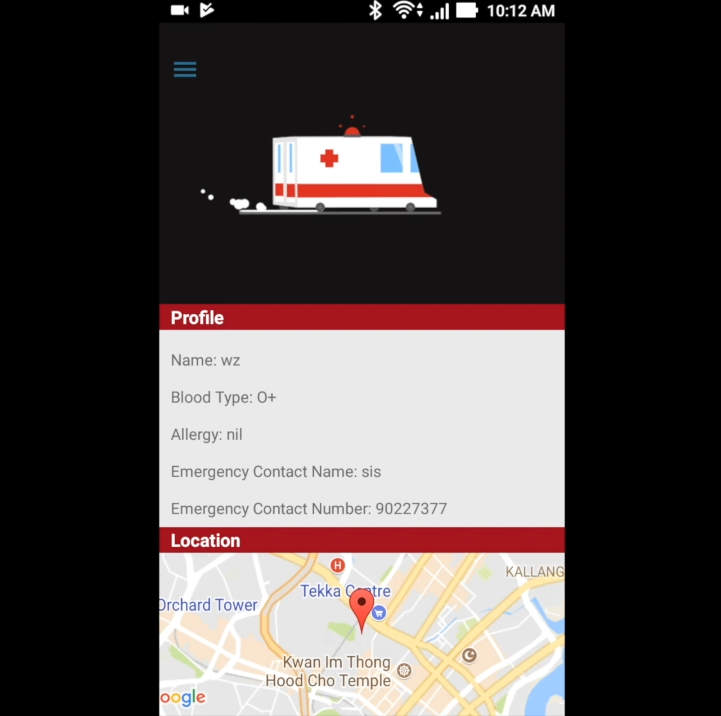 10:12 AM
Profile
Name: wz
Blood Type: O+
Allergy: nil
Emergency Contact Name: sis
Emergency Contact Number: 90227377
Location
H
KALLANG
Tekka Centre
Orchard Tower
Kwan Im Thong
Hood Cho Temple
oogle